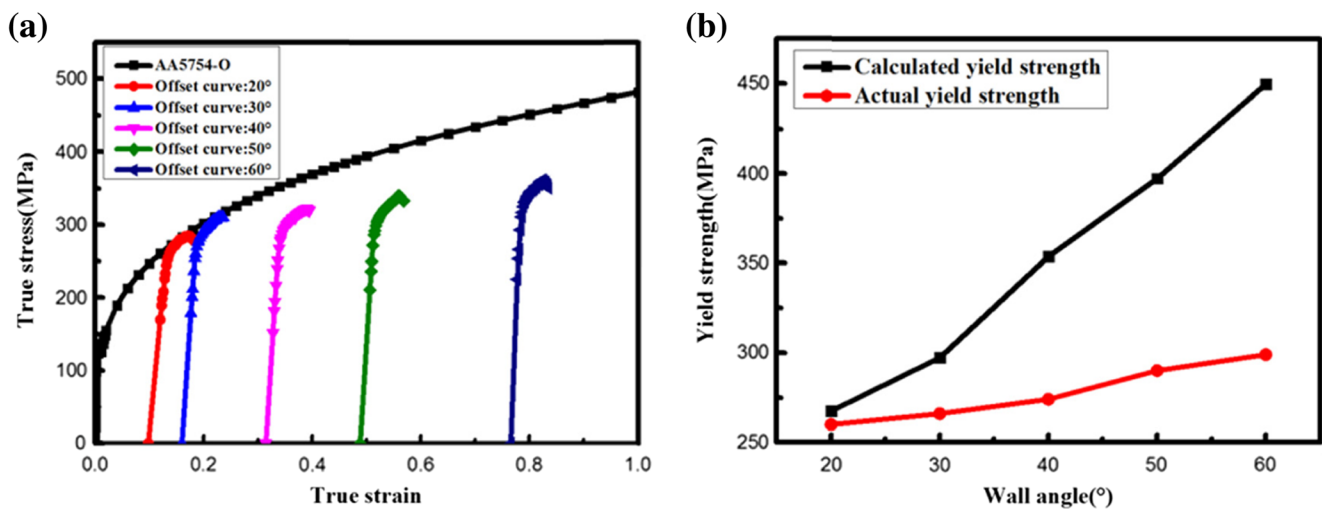 (a)
AA5754-O
Offset curve:20°
Offset curve:30°
Offset curve:40°
Offset curve:50°
Offset curve:60°
True stress(MPa)
500
400
300
200
100
0
0.0 0.2 0.4 0.6 0.8 1.0
True strain
(b)
Calculated yield strength
Actual yield strength
Yield strength(MPa)
450
400
350
300
250
20 30 40 50 60
Wall angle(°)